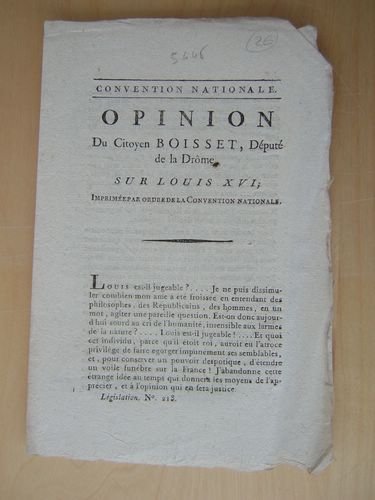 5446
26
CONVENTION NATIONALE.
OPINION
Du Citoyen BOISSET, Député
de la Drôme,
SUR LOUIS XVI;
IMPRIMÉE PAR ORDRE DE LA CONVENTION NATIONALE.
LOUIS est-il jugeable ? . . . . Je ne puis dissimu-
ler combien mon ame a été froissée en entendant des
philosophes, des Républicains, des hommes, en un
mot, agiter une pareille question. Est-on donc aujour-
d'hui sourd au cri de l'humanité, insensible aux larmes
de la nature ? . . . . Louis est-il jugeable ! . . . . Et quoi
cet individu, parce qu'il étoit roi, auroit eu l'atroce
privilége de faire égorger impunément ses semblables,
et, pour conserver un pouvoir despotique, d'étendre
un voile funèbre sur la France ! J'abandonne cette
étrange idée au temps qui donnera les moyens de l'ap-
précier, et à l'opinion qui en fera justice.
Législation. N°. 213.